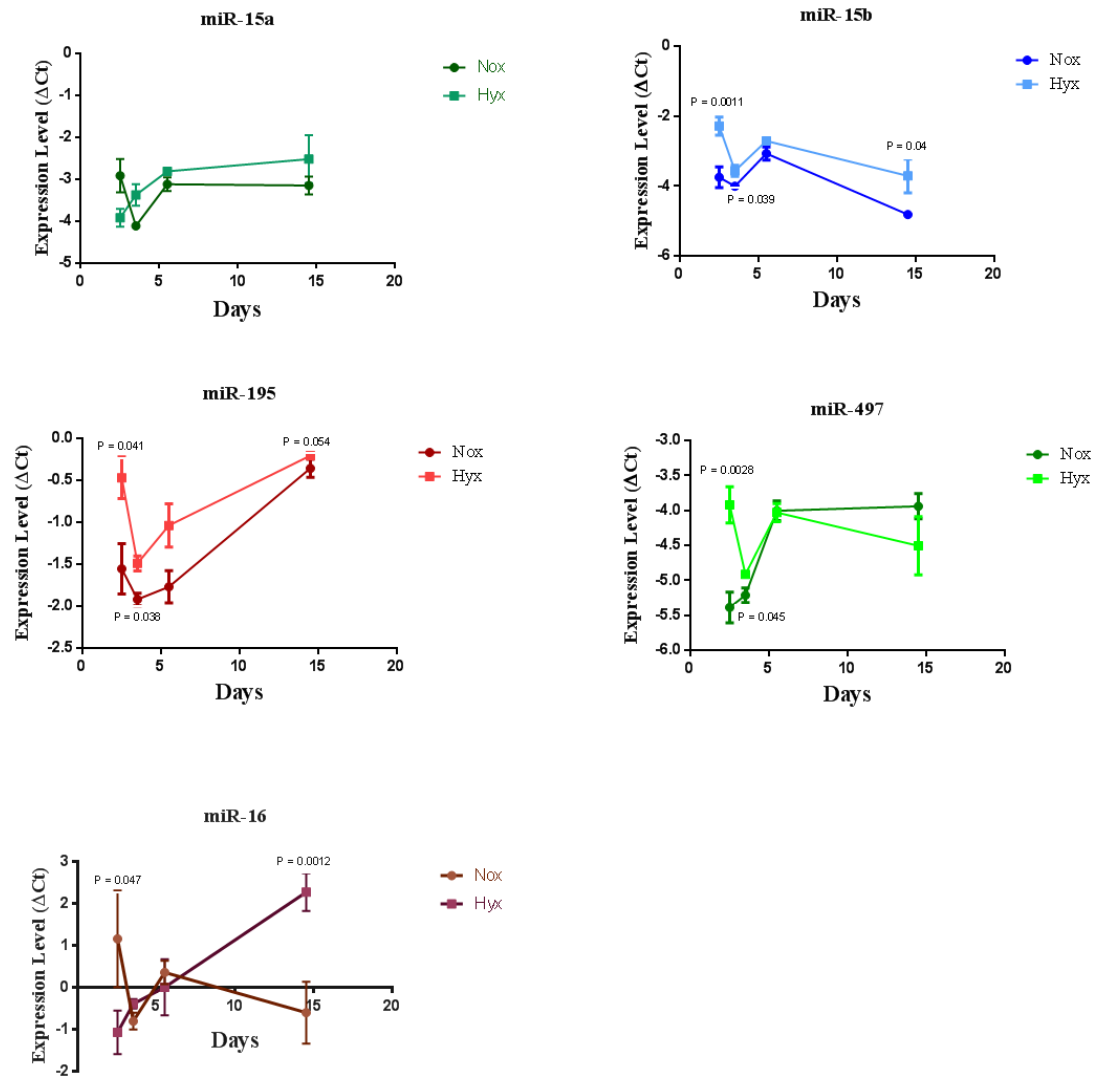 miR-15a
Expression Level (ΔCt)
0
-1
-2
-3
-4
-5
0 5 10 15 20
Days
Nox
Hyx
miR-15b
Expression Level (ΔCt)
0
-2
-4
-6
P = 0.0011
P = 0.04
P = 0.039
0 5 10 15 20
Days
Nox
Hyx
miR-195
Expression Level (ΔCt)
0.0
-0.5
-1.0
-1.5
-2.0
-2.5
P = 0.041
P = 0.054
P = 0.038
0 5 10 15 20
Days
Nox
Hyx
miR-497
Expression Level (ΔCt)
-3.0
-3.5
-4.0
-4.5
-5.0
-5.5
-6.0
P = 0.0028
P = 0.045
0 5 10 15 20
Days
Nox
Hyx
miR-16
Expression Level (ΔCt)
3
2
1
0
-1
-2
P = 0.047
P = 0.0012
5 10 15 20
Days
Nox
Hyx